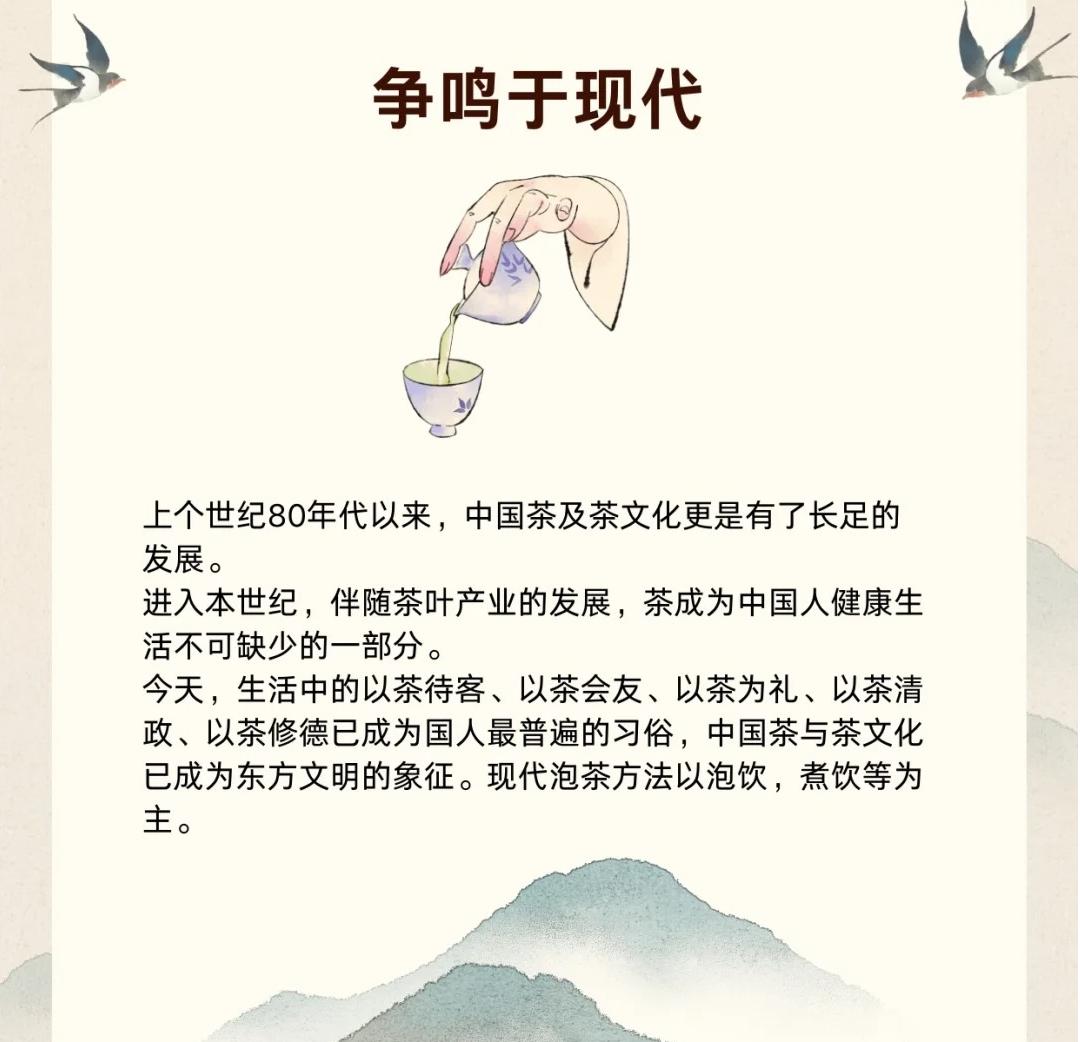 争鸣于现代
上个世纪80年代以来，中国茶及茶文化更是有了长足的
发展。
进入本世纪，伴随茶叶产业的发展，茶成为中国人健康生
活不可缺少的一部分。
今天，生活中的以茶待客、以茶会友、以茶为礼、以茶清
政、以茶修德已成为国人最普遍的习俗，中国茶与茶文化
已成为东方文明的象征。现代泡茶方法以泡饮，煮饮等为
主。